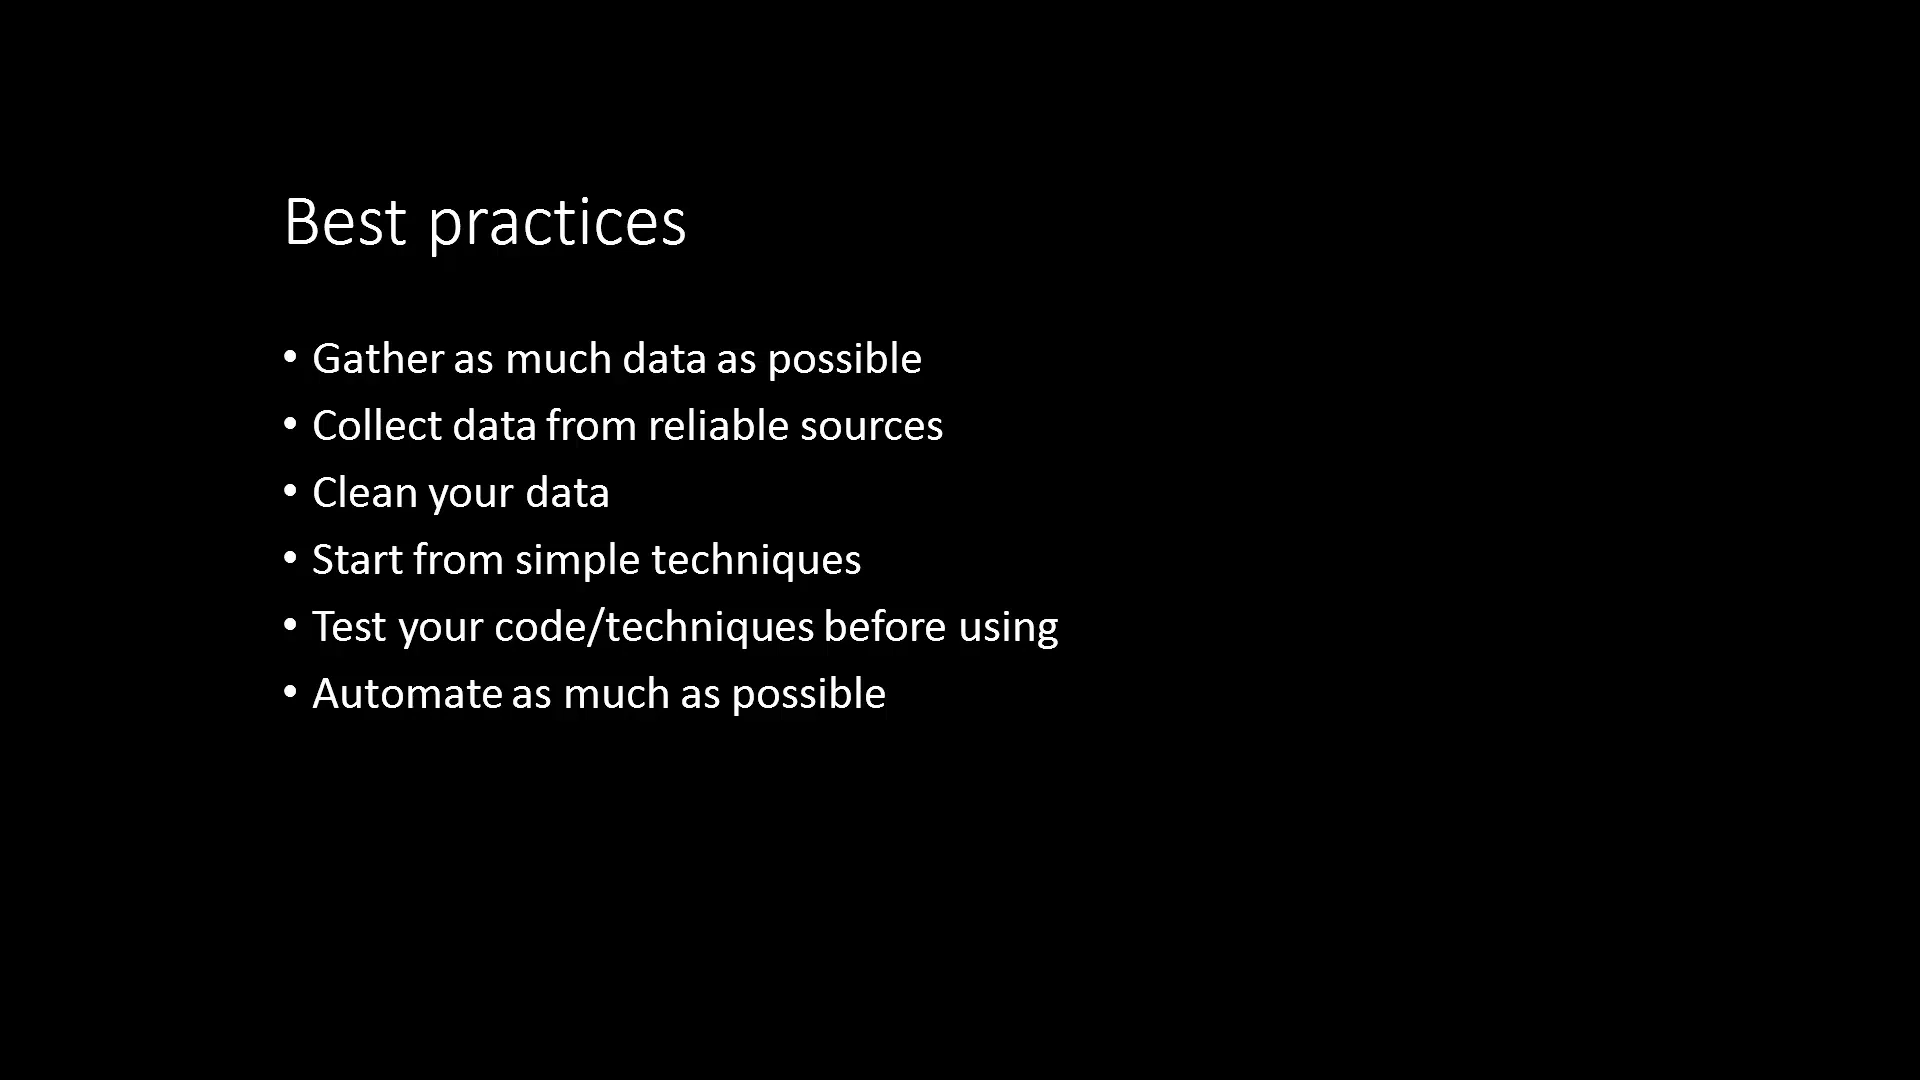 Best practices
• Gather as much data as possible
• Collect data from reliable sources
• Clean your data
• Start from simple techniques
• Test your code/techniques before using
• Automate as much as possible